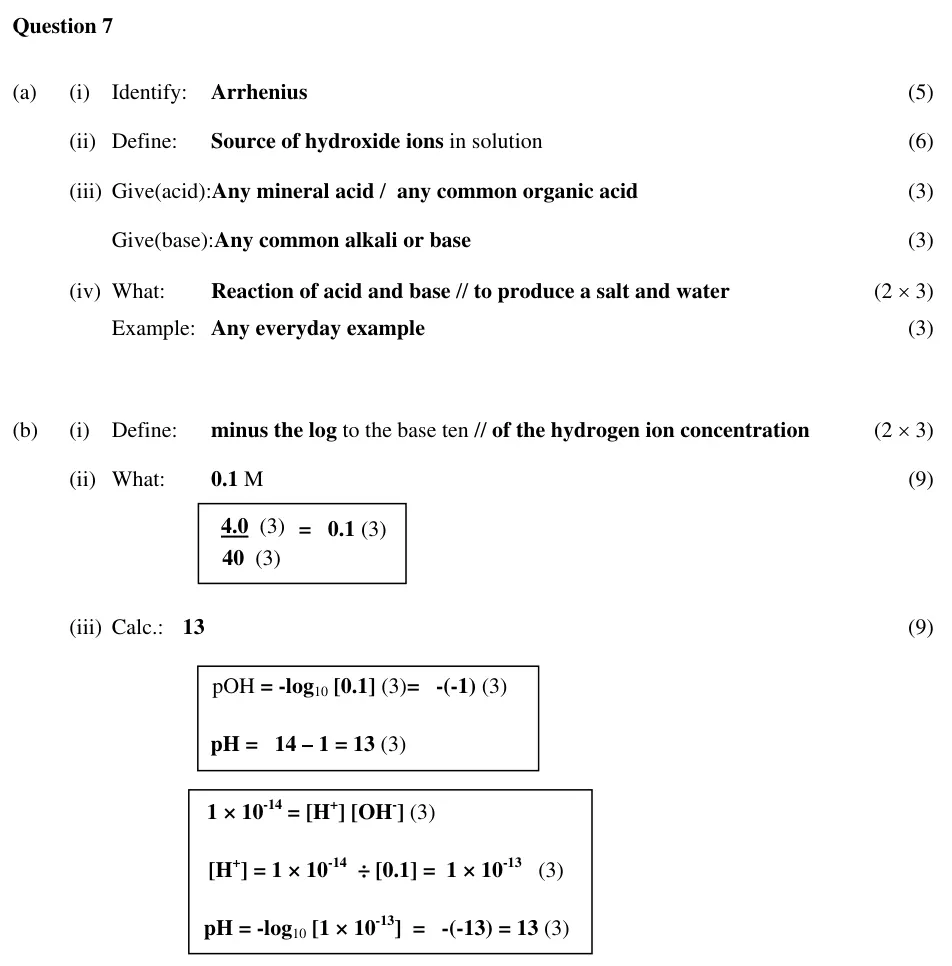 Question 7
(a) (i) Identify: Arrhenius (5)
(ii) Define: Source of hydroxide ions in solution (6)
(iii) Give(acid):Any mineral acid / any common organic acid (3)
Give(base):Any common alkali or base (3)
(iv) What: Reaction of acid and base // to produce a salt and water (2 × 3)
Example: Any everyday example (3)
(b) (i) Define: minus the log to the base ten // of the hydrogen ion concentration (2 × 3)
(ii) What: 0.1 M (9)
4.0 (3) = 0.1 (3)
40 (3)
(iii) Calc.: 13 (9)
pOH = -log₁₀ [0.1] (3)= -(-1) (3)
pH = 14 – 1 = 13 (3)
1 × 10⁻¹⁴ = [H⁺] [OH⁻] (3)
[H⁺] = 1 × 10⁻¹⁴ ÷ [0.1] = 1 × 10⁻¹³ (3)
pH = -log₁₀ [1 × 10⁻¹³] = -(-13) = 13 (3)